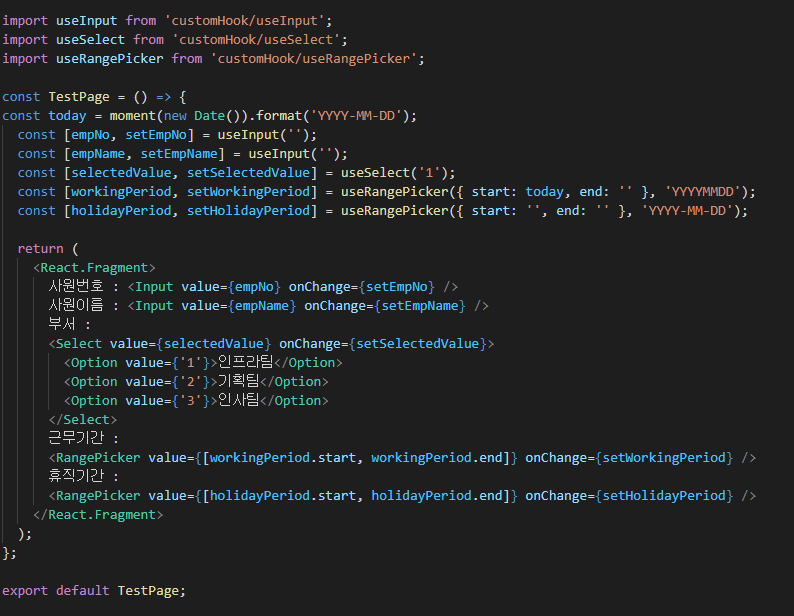 import useInput from 'customHook/useInput';
import useSelect from 'customHook/useSelect';
import useRangePicker from 'customHook/useRangePicker';

const TestPage = () => {
const today = moment(new Date()).format('YYYY-MM-DD');
  const [empNo, setEmpNo] = useInput('');
  const [empName, setEmpName] = useInput('');
  const [selectedValue, setSelectedValue] = useSelect('1');
  const [workingPeriod, setWorkingPeriod] = useRangePicker({ start: today, end: '' }, 'YYYYMMDD');
  const [holidayPeriod, setHolidayPeriod] = useRangePicker({ start: '', end: '' }, 'YYYY-MM-DD');

  return (
    <React.Fragment>
      사원번호 : <Input value={empNo} onChange={setEmpNo} />
      사원이름 : <Input value={empName} onChange={setEmpName} />
      부서 :
      <Select value={selectedValue} onChange={setSelectedValue}>
        <Option value={'1'}>인프라팀</Option>
        <Option value={'2'}>기획팀</Option>
        <Option value={'3'}>인사팀</Option>
      </Select>
      근무기간 :
      <RangePicker value={[workingPeriod.start, workingPeriod.end]} onChange={setWorkingPeriod} />
      휴직기간 :
      <RangePicker value={[holidayPeriod.start, holidayPeriod.end]} onChange={setHolidayPeriod} />
    </React.Fragment>
  );
};

export default TestPage;